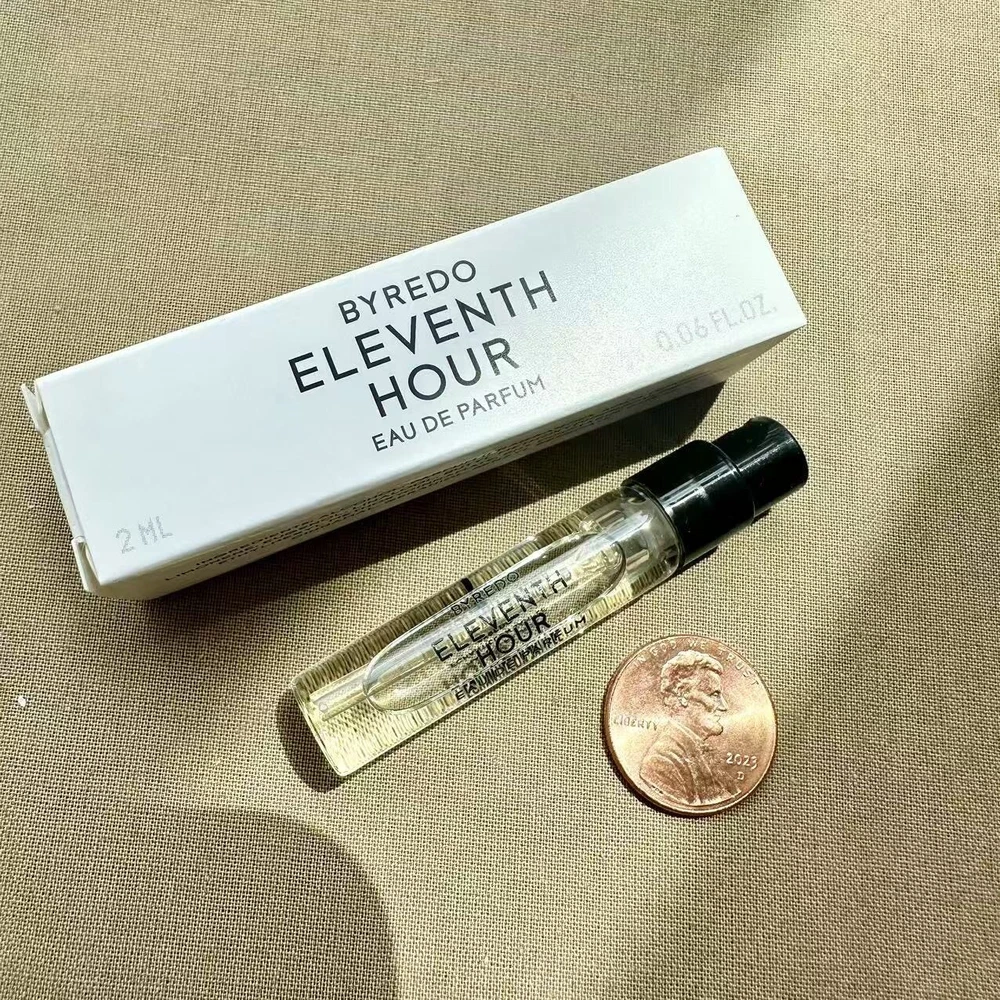 BYREDO
ELEVENTH
HOUR
EAU DE PARFUM
0.06 FL.OZ.
2 ML
BYREDO
ELEVENTH
HOUR
LIBERTY
2023
D